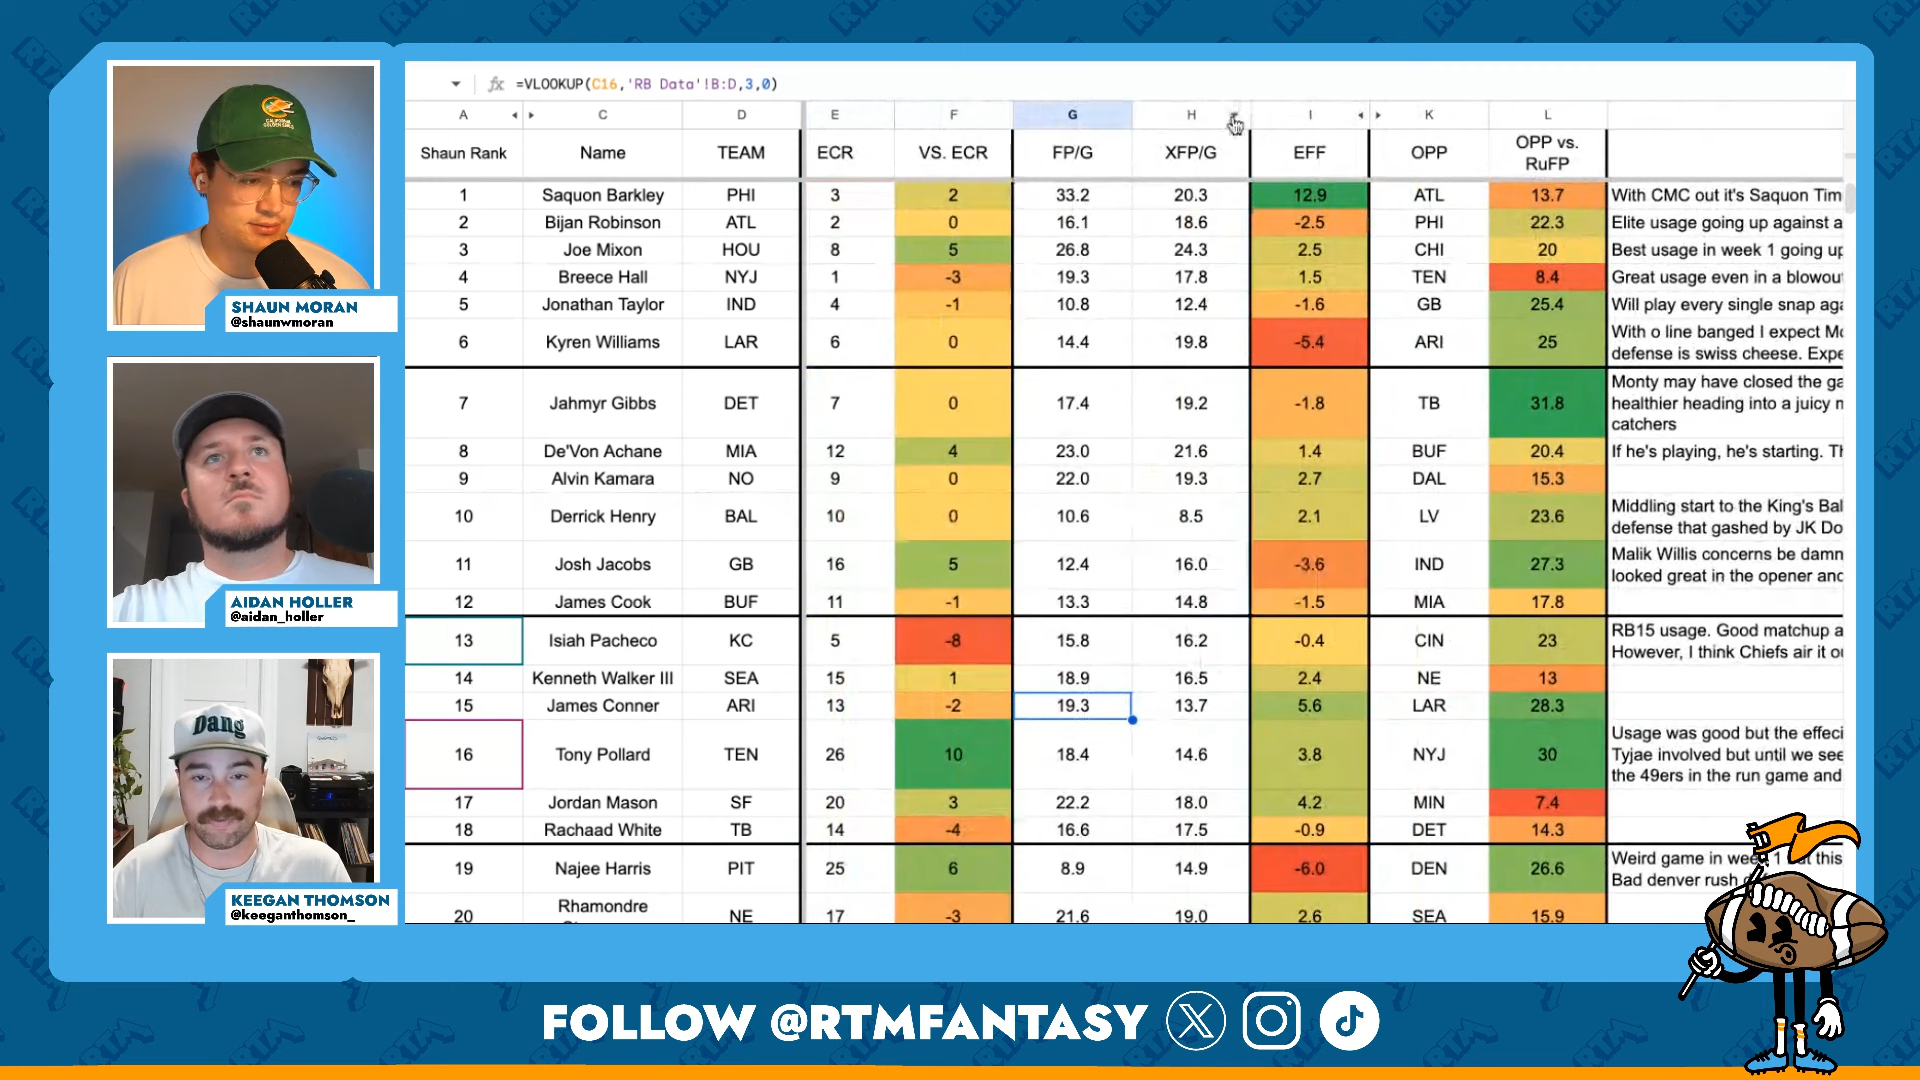 =VLOOKUP(C16,'RB Data'!B:D,3,0)
A C D E F G H I K L
Shaun Rank Name TEAM ECR VS. ECR FP/G XFP/G EFF OPP OPP vs. RuFP
1 Saquon Barkley PHI 3 2 33.2 20.3 12.9 ATL 13.7 With CMC out it's Saquon Tim
2 Bijan Robinson ATL 2 0 16.1 18.6 -2.5 PHI 22.3 Elite usage going up against a
3 Joe Mixon HOU 8 5 26.8 24.3 2.5 CHI 20 Best usage in week 1 going up
4 Breece Hall NYJ 1 -3 19.3 17.8 1.5 TEN 8.4 Great usage even in a blowou
5 Jonathan Taylor IND 4 -1 10.8 12.4 -1.6 GB 25.4 Will play every single snap aga
6 Kyren Williams LAR 6 0 14.4 19.8 -5.4 ARI 25 With o line banged I expect Mc
defense is swiss cheese. Expe
7 Jahmyr Gibbs DET 7 0 17.4 19.2 -1.8 TB 31.8 Monty may have closed the ga
healthier heading into a juicy n
catchers
8 De'Von Achane MIA 12 4 23.0 21.6 1.4 BUF 20.4 If he's playing, he's starting. Th
9 Alvin Kamara NO 9 0 22.0 19.3 2.7 DAL 15.3
10 Derrick Henry BAL 10 0 10.6 8.5 2.1 LV 23.6 Middling start to the King's Bal
defense that gashed by JK Do
11 Josh Jacobs GB 16 5 12.4 16.0 -3.6 IND 27.3 Malik Willis concerns be damn
looked great in the opener and
12 James Cook BUF 11 -1 13.3 14.8 -1.5 MIA 17.8
13 Isiah Pacheco KC 5 -8 15.8 16.2 -0.4 CIN 23 RB15 usage. Good matchup a
However, I think Chiefs air it ou
14 Kenneth Walker III SEA 15 1 18.9 16.5 2.4 NE 13
15 James Conner ARI 13 -2 19.3 13.7 5.6 LAR 28.3
16 Tony Pollard TEN 26 10 18.4 14.6 3.8 NYJ 30 Usage was good but the effeci
Tyjae involved but until we see
the 49ers in the run game and
17 Jordan Mason SF 20 3 22.2 18.0 4.2 MIN 7.4
18 Rachaad White TB 14 -4 16.6 17.5 -0.9 DET 14.3
19 Najee Harris PIT 25 6 8.9 14.9 -6.0 DEN 26.6 Weird game in week 1 but this
Bad denver rush
20 Rhamondre NE 17 -3 21.6 19.0 2.6 SEA 15.9
SHAUN MORAN
@shaunwmoran
AIDAN HOLLER
@aidan_holler
Dang
KEEGAN THOMSON
@keeganthomson_
FOLLOW @RTMFANTASY